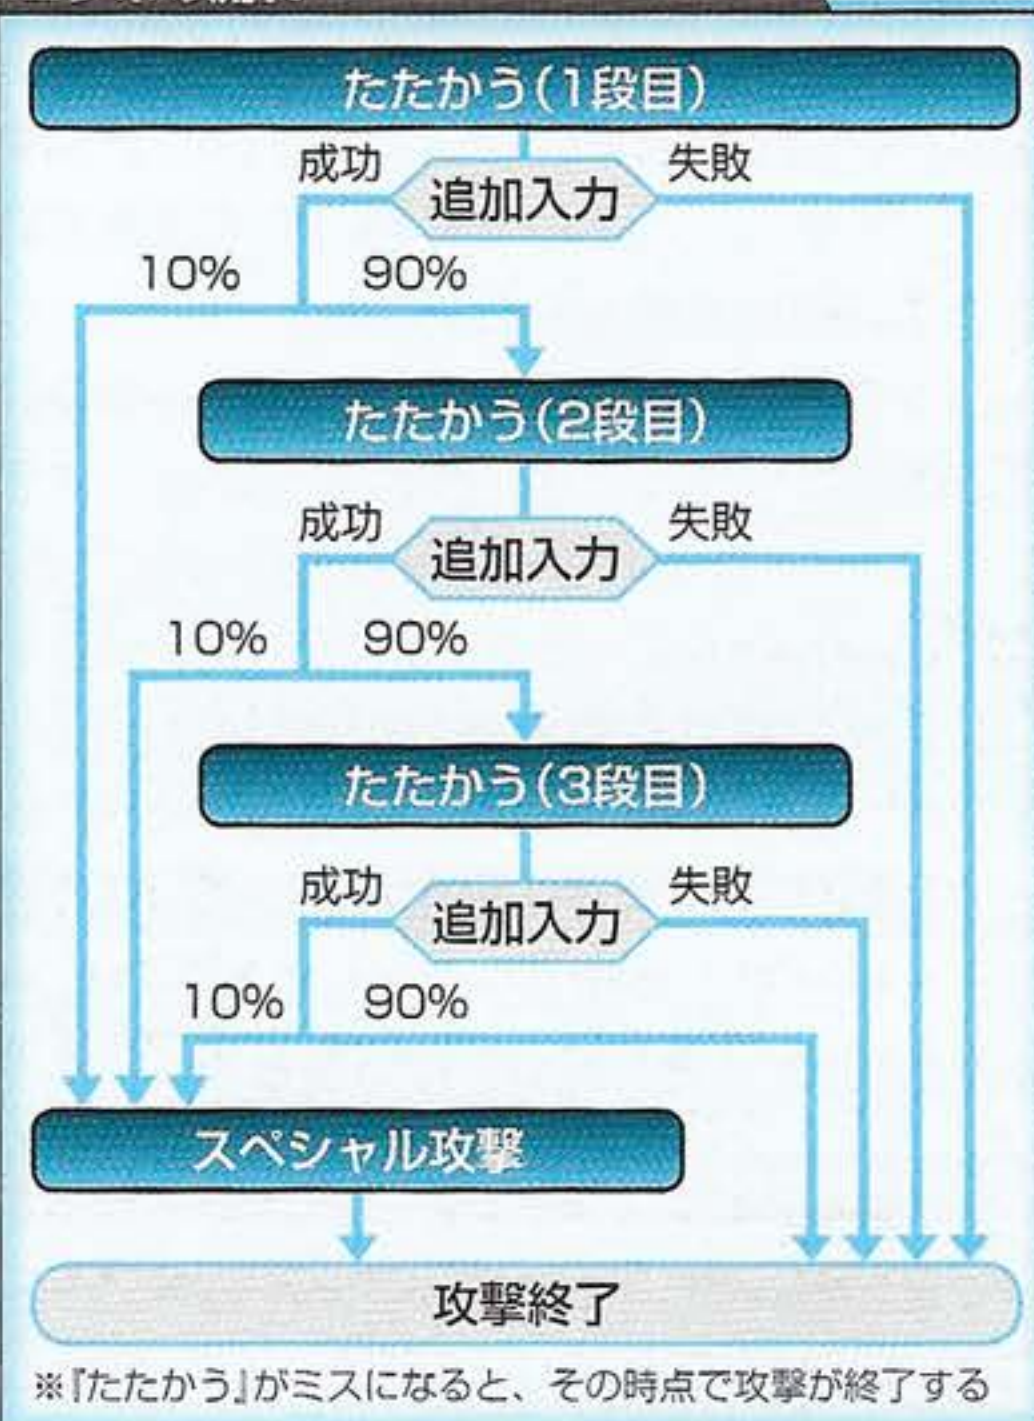 たたかう(1段目)
成功 追加入力 失敗
10% 90%
たたかう(2段目)
成功 追加入力 失敗
10% 90%
たたかう(3段目)
成功 追加入力 失敗
10% 90%
スペシャル攻撃
攻撃終了
※『たたかう』がミスになると、その時点で攻撃が終了する